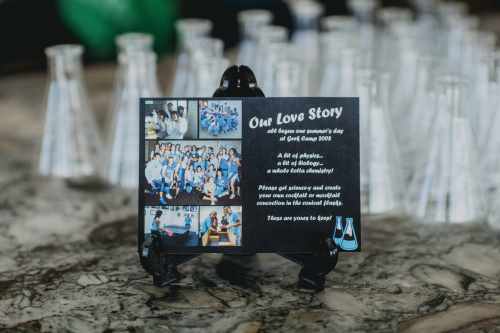 Our Love Story
all began one summer's day
at Geek Camp 2008
A bit of physics...
a bit of biology...
a whole lotta chemistry!
Please get science-y and create
your own cocktail or mocktail
concoction in the conical flasks.
These are yours to keep!